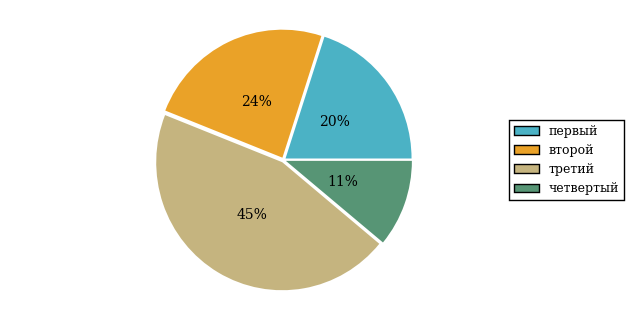 24%
20%
11%
45%
первый
второй
третий
четвертый